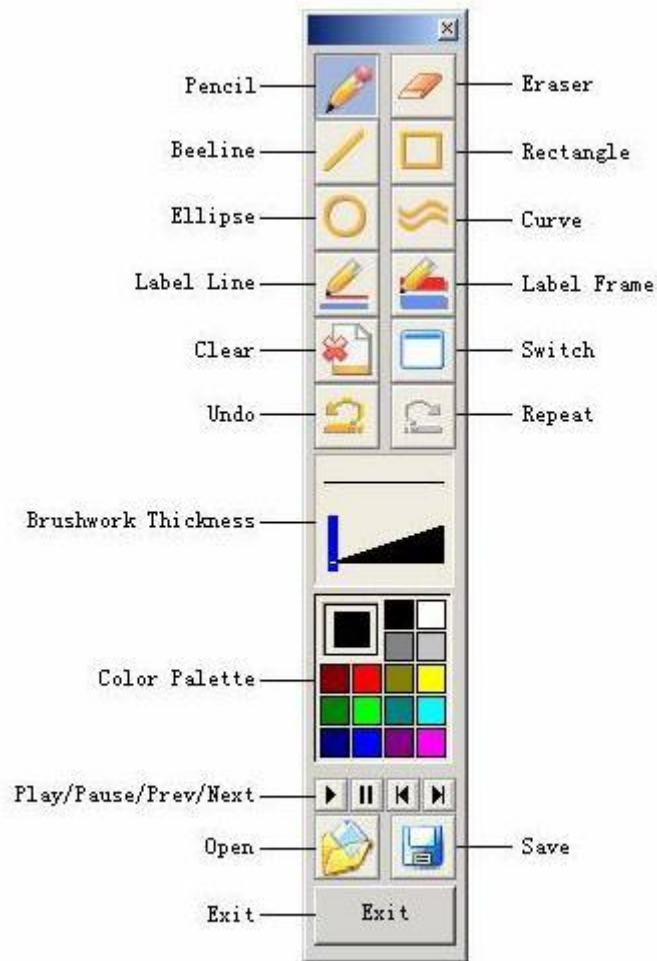 Pencil
Eraser
Beeline
Rectangle
Ellipse
Curve
Label Line
Label Frame
Clear
Switch
Undo
Repeat
Brushwork Thickness
Color Palette
Play/Pause/Prev/Next
Open
Save
Exit
Exit